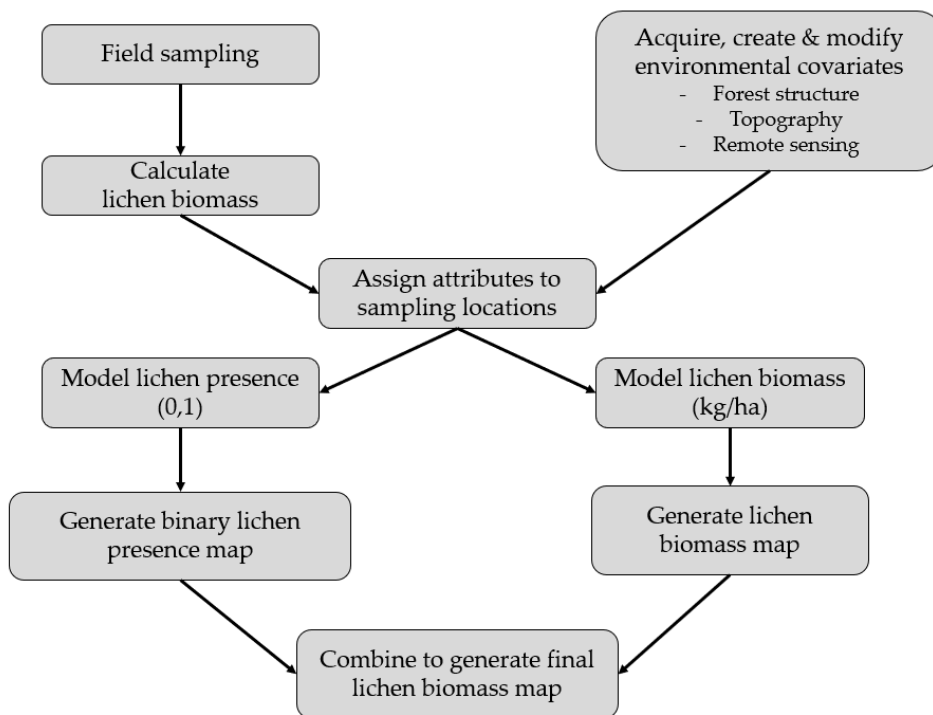 Field sampling
Acquire, create & modify
environmental covariates
- Forest structure
- Topography
- Remote sensing
Calculate
lichen biomass
Assign attributes to
sampling locations
Model lichen presence
(0,1)
Model lichen biomass
(kg/ha)
Generate binary lichen
presence map
Generate lichen
biomass map
Combine to generate final
lichen biomass map